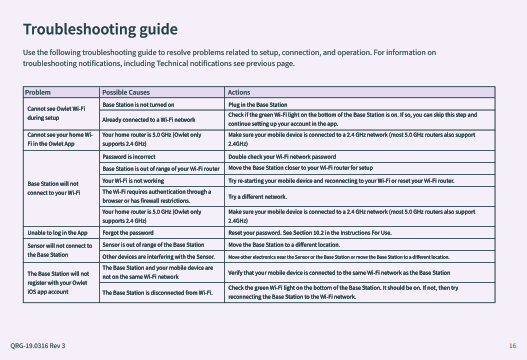 Troubleshooting guide
Use the following troubleshooting guide to resolve problems related to setup, connection, and operation. For information on
troubleshooting notifications, including Technical notifications see previous page.
Problem Possible Causes Actions
Cannot see Owlet Wi-Fi
during setup
Base Station is not turned on
Plug in the Base Station
Already connected to a Wi-Fi network
Check if the green Wi-Fi light on the bottom of the Base Station is on. If so, you can skip this step and
continue setting up your account in the app.
Cannot see your home Wi-
Fi in the Owlet App
Your home router is 5.0 GHz (Owlet only
supports 2.4 GHz)
Make sure your mobile device is connected to a 2.4 GHz network (most 5.0 GHz routers also support
2.4GHz)
Base Station will not
connect to your Wi-Fi
Password is incorrect
Double check your Wi-Fi network password
Base Station is out of range of your Wi-Fi router
Move the Base Station closer to your Wi-Fi router for setup
Your Wi-Fi is not working
Try re-starting your mobile device and reconnecting to your Wi-Fi or reset your Wi-Fi router.
The Wi-Fi requires authentication through a
browser or has firewall restrictions.
Try a different network.
Your home router is 5.0 GHz (Owlet only
supports 2.4 GHz)
Make sure your mobile device is connected to a 2.4 GHz network (most 5.0 GHz routers also support
2.4GHz)
Unable to log in the App
Forgot the password
Reset your password. See Section 10.2 in the Instructions For Use.
Sensor will not connect to
the Base Station
Sensor is out of range of the Base Station
Move the Base Station to a different location.
Other devices are interfering with the Sensor.
Move other electronics near the Sensor or the Base Station or move the Base Station to a different location.
The Base Station will not
register with your Owlet
iOS app account
The Base Station and your mobile device are
not on the same Wi-Fi network
Verify that your mobile device is connected to the same Wi-Fi network as the Base Station
The Base Station is disconnected from Wi-Fi.
Check the green Wi-Fi light on the bottom of the Base Station. It should be on. If not, then try
reconnecting the Base Station to the Wi-Fi network.
QRG-19.0316 Rev 3
16